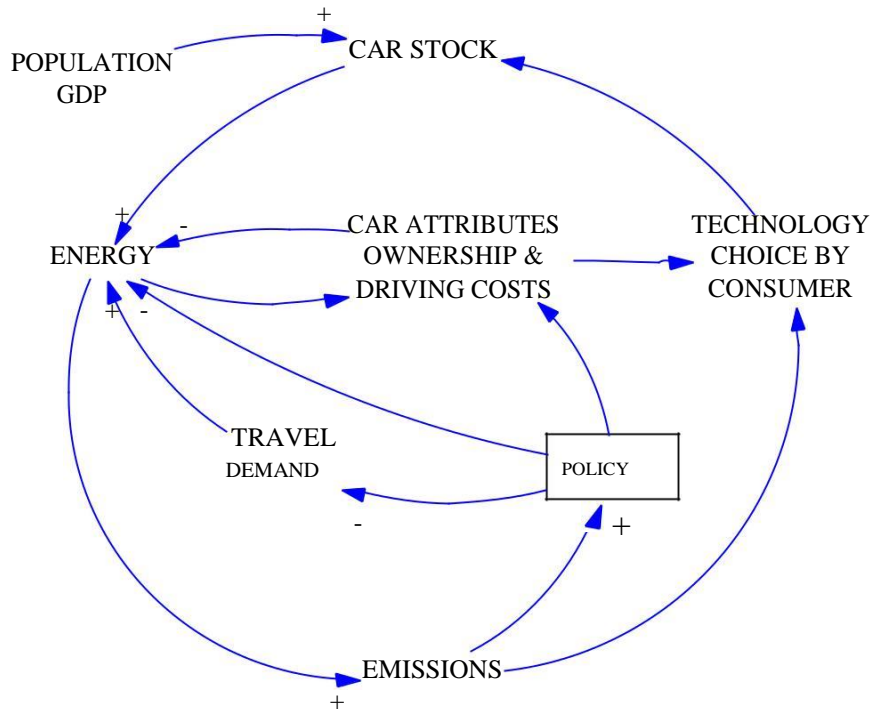 +
CAR STOCK
POPULATION
GDP
+
-
CAR ATTRIBUTES
OWNERSHIP &
DRIVING COSTS
TECHNOLOGY
CHOICE BY
CONSUMER
ENERGY
+
-
TRAVEL
DEMAND
POLICY
-
+
EMISSIONS
+